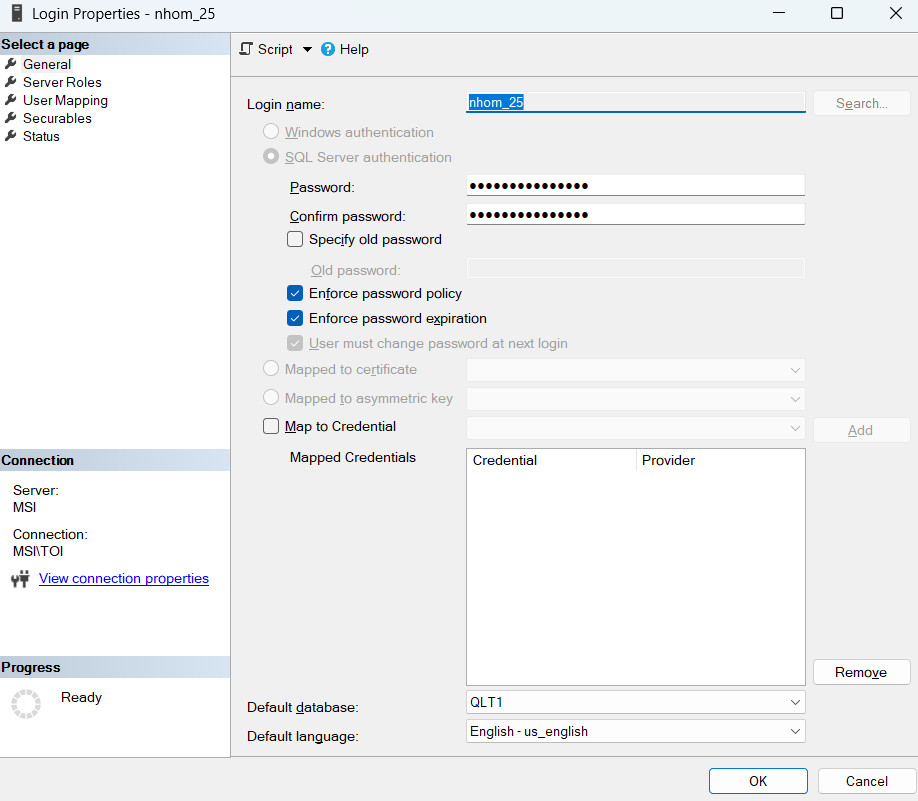 Login Properties - nhom_25
Select a page
General
Server Roles
User Mapping
Securables
Status
Script
Help
Login name:
nhom_25
Search...
Windows authentication
SQL Server authentication
Password:
●●●●●●●●●●●●●●●
Confirm password:
●●●●●●●●●●●●●●●
Specify old password
Old password:
Enforce password policy
Enforce password expiration
User must change password at next login
Mapped to certificate
Mapped to asymmetric key
Map to Credential
Add
Mapped Credentials
Credential Provider
Remove
Default database:
QLT1
Default language:
English - us_english
Connection
Server:
MSI
Connection:
MSI\TOI
View connection properties
Progress
Ready
OK
Cancel